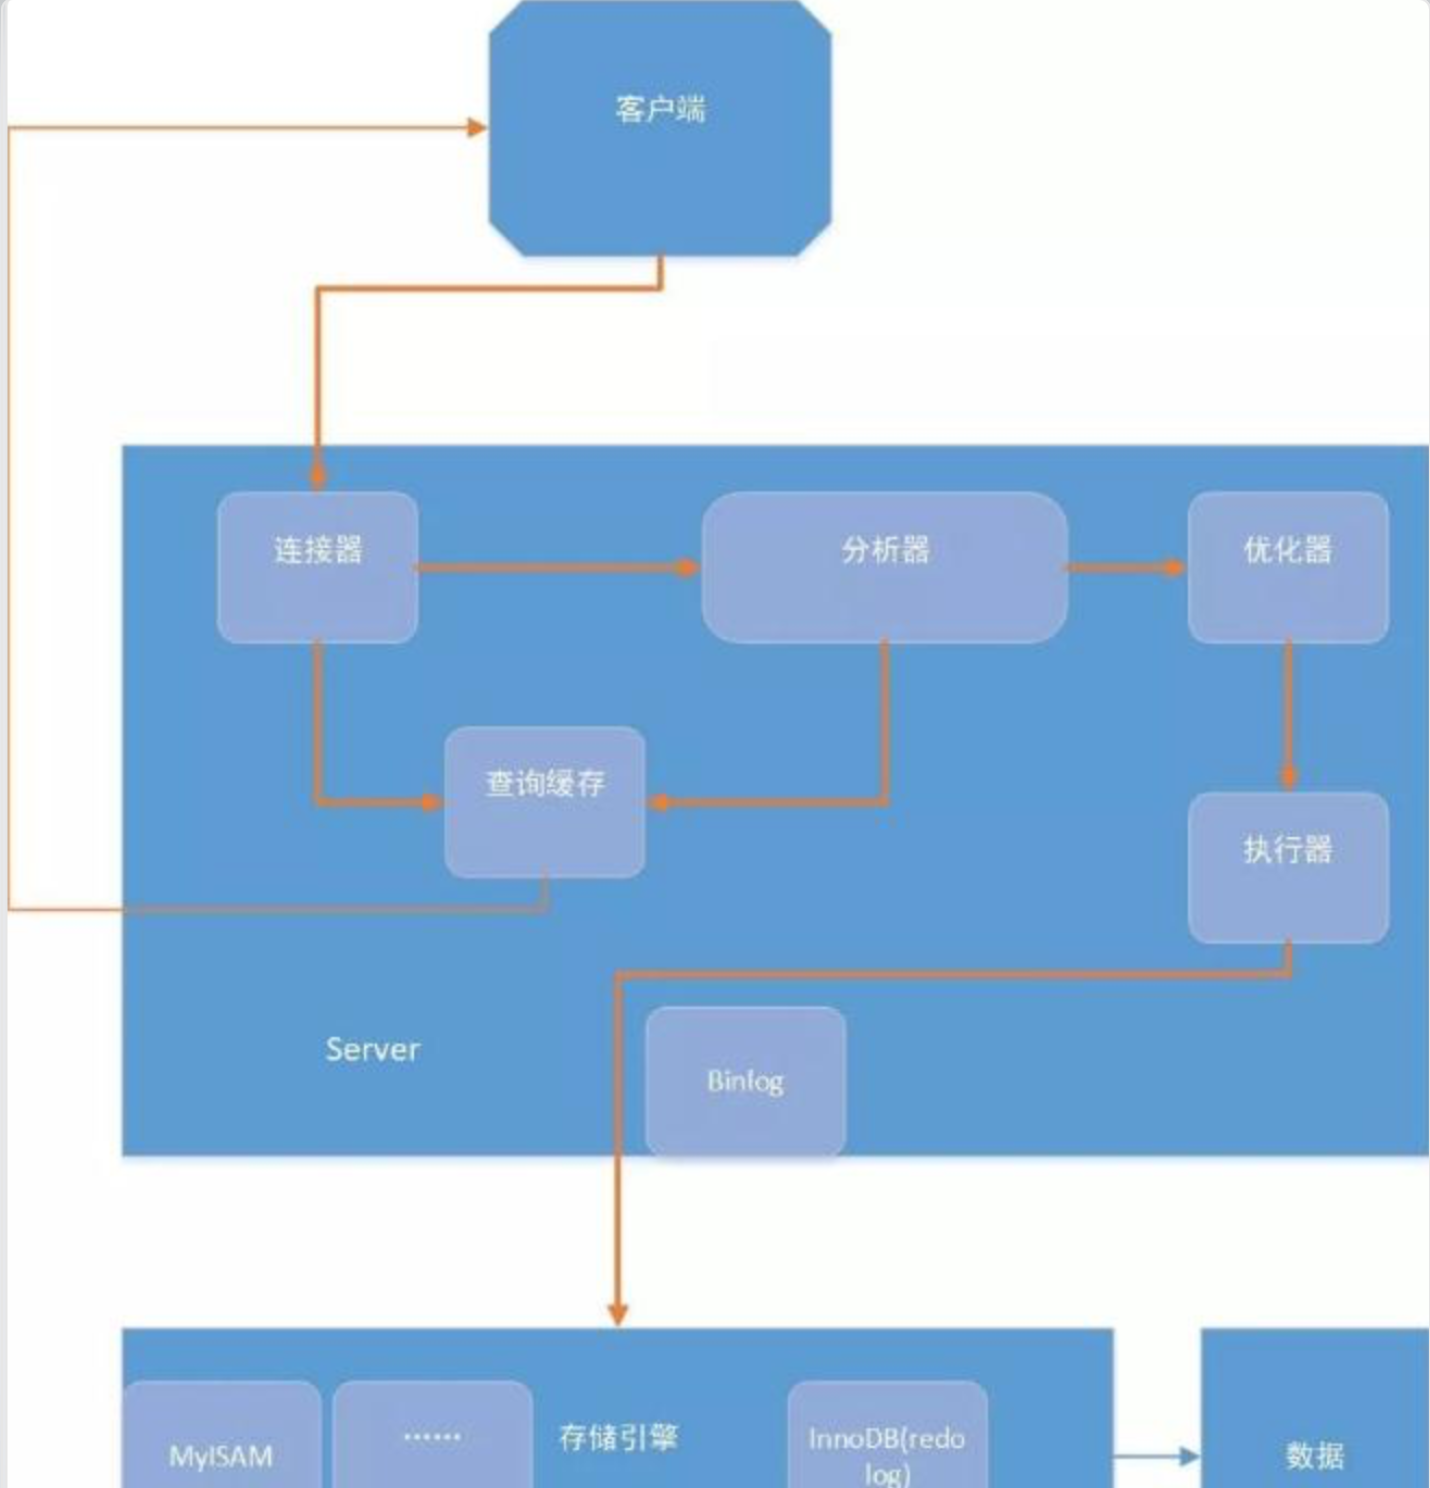 客户端
连接器
分析器
优化器
查询缓存
执行器
Server
Binlog
MyISAM
......
存储引擎
InnoDB(redo
log)
数据